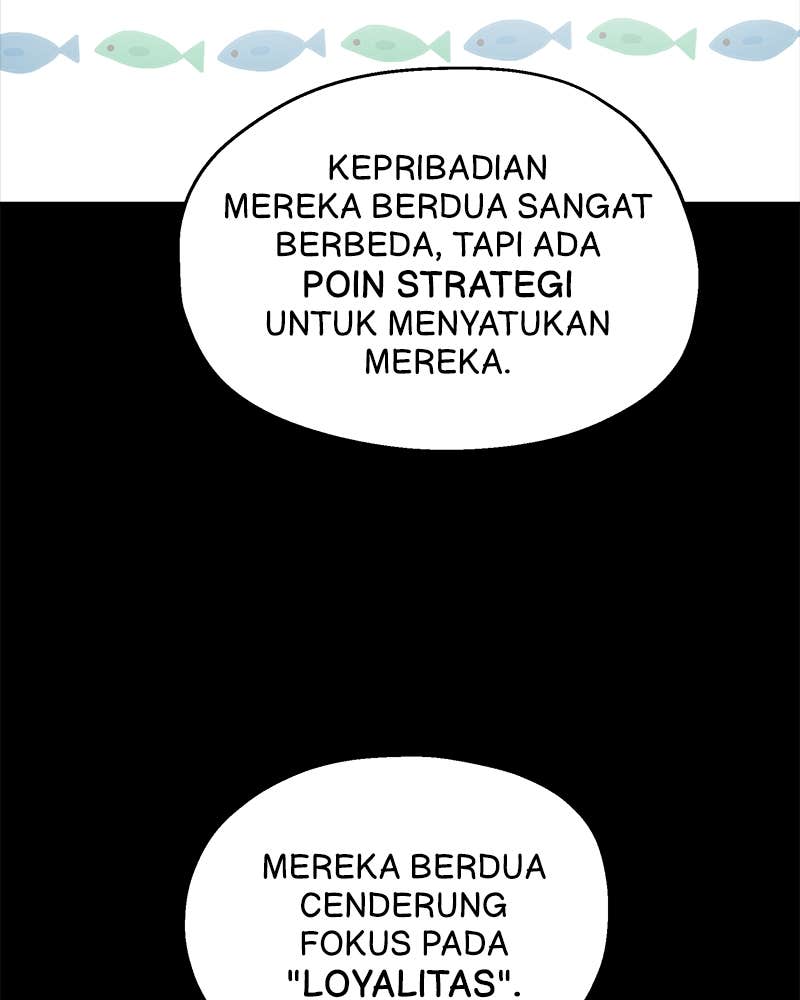 KEPRIBADIAN
MEREKA BERDUA SANGAT
BERBEDA, TAPI ADA
POIN STRATEGI
UNTUK MENYATUKAN
MEREKA.
MEREKA BERDUA
CENDERUNG
FOKUS PADA
"LOYALITAS".